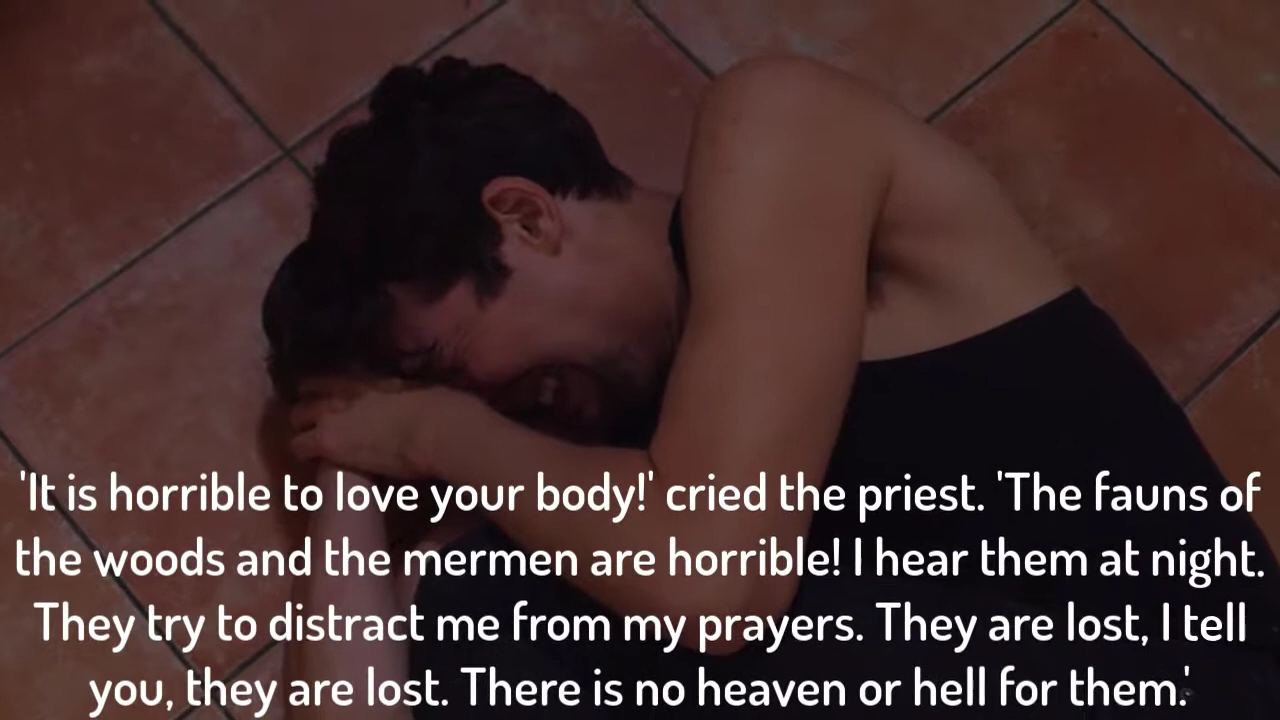 'It is horrible to love your body!' cried the priest. 'The fauns of
the woods and the mermen are horrible! I hear them at night.
They try to distract me from my prayers. They are lost, I tell
you, they are lost. There is no heaven or hell for them.'